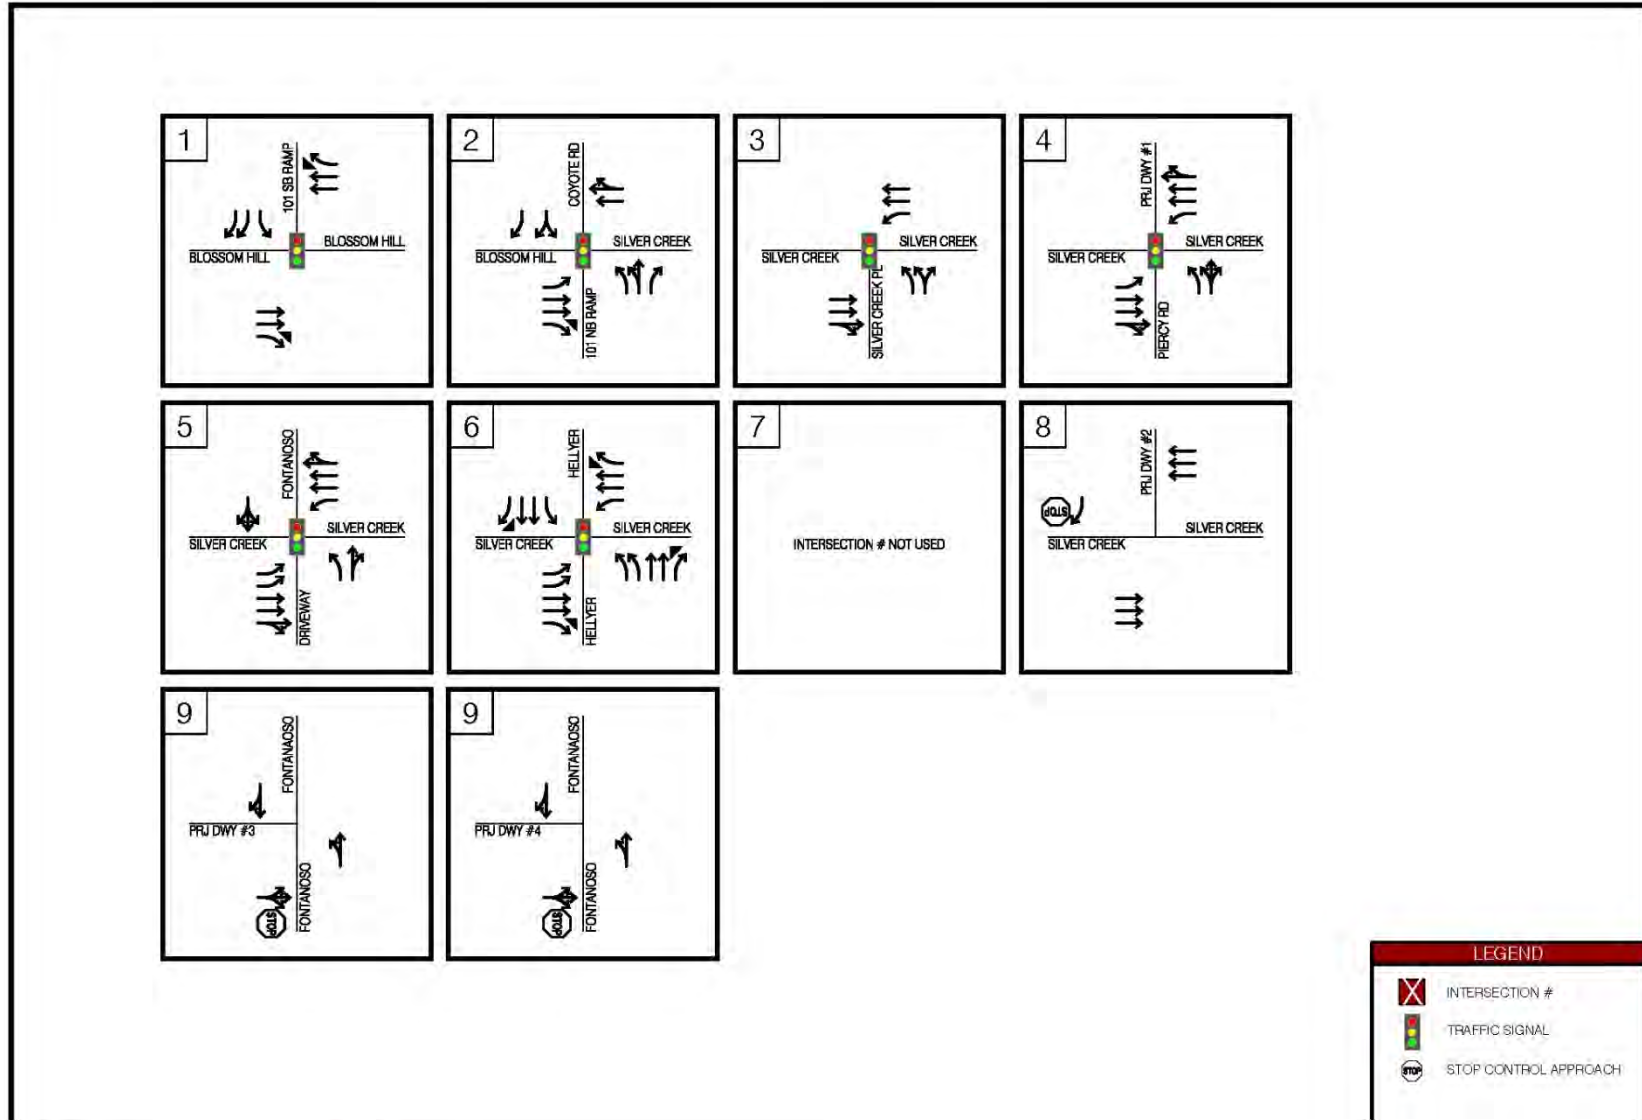 1
101 SB RAMP
BLOSSOM HILL
BLOSSOM HILL
2
COYOTE RD
SILVER CREEK
BLOSSOM HILL
101 NB RAMP
3
SILVER CREEK
SILVER CREEK
SILVER CREEK PL
4
PRJ DWY #1
SILVER CREEK
SILVER CREEK
PIERCY RD
5
FONTANOSO
SILVER CREEK
SILVER CREEK
DRIVEWAY
6
HELLYER
SILVER CREEK
SILVER CREEK
HELLYER
7
INTERSECTION # NOT USED
8
PRJ DWY #2
STOP
SILVER CREEK
SILVER CREEK
9
FONTANAOSO
PRJ DWY #3
FONTANOSO
STOP
9
FONTANAOSO
PRJ DWY #4
FONTANOSO
STOP
LEGEND
X INTERSECTION #
TRAFFIC SIGNAL
STOP STOP CONTROL APPROACH